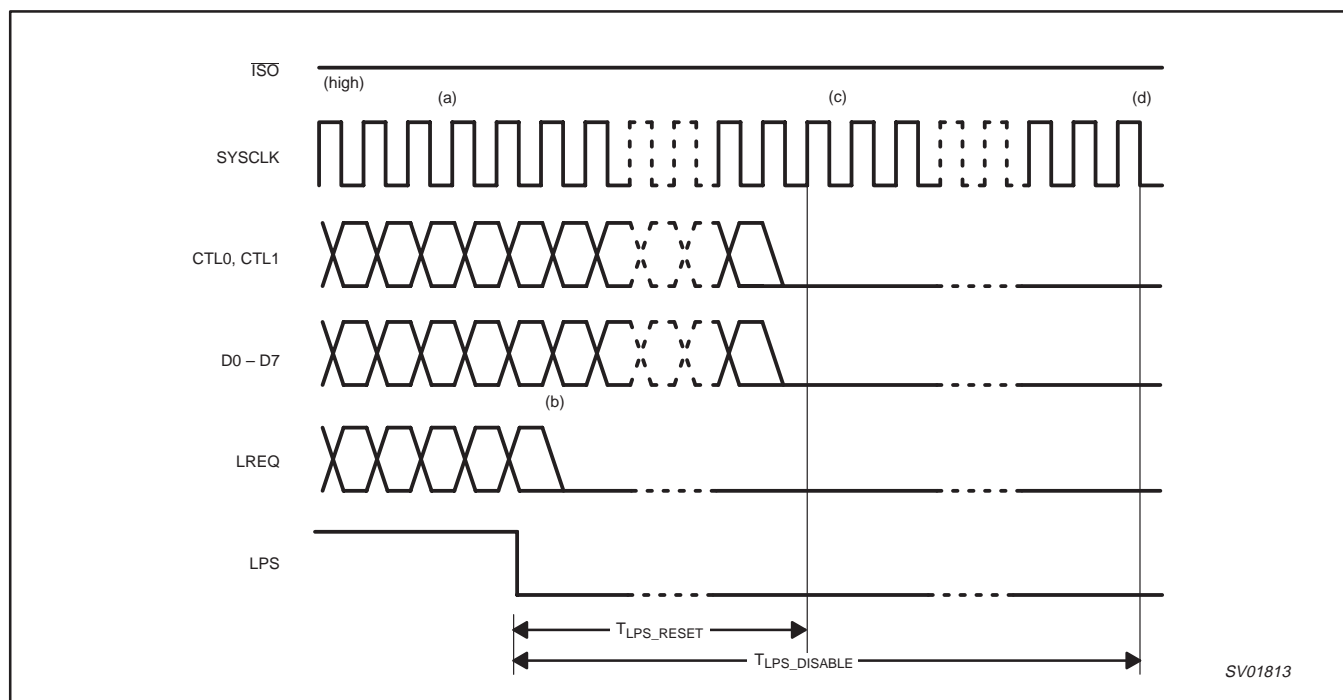 ISO
(high)
(a)
(c)
(d)
SYSCLK
CTL0, CTL1
D0 – D7
(b)
LREQ
LPS
TLPS_RESET
TLPS_DISABLE
SV01813